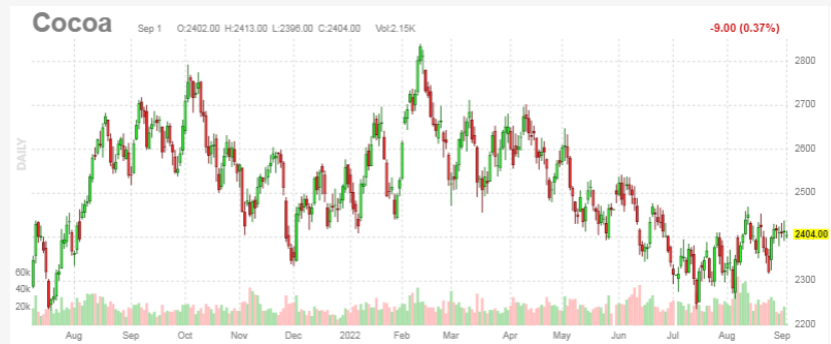 Cocoa Sep 1 O:2402.00 H:2413.00 L:2396.00 C:2404.00 Vol:2.15K -9.00 (0.37%)
2800
2700
2600
DAILY
2500
2404.00
60k 2300
40k
20k
2200
Aug Sep Oct Nov Dec 2022 Feb Mar Apr May Jun Jul Aug Sep